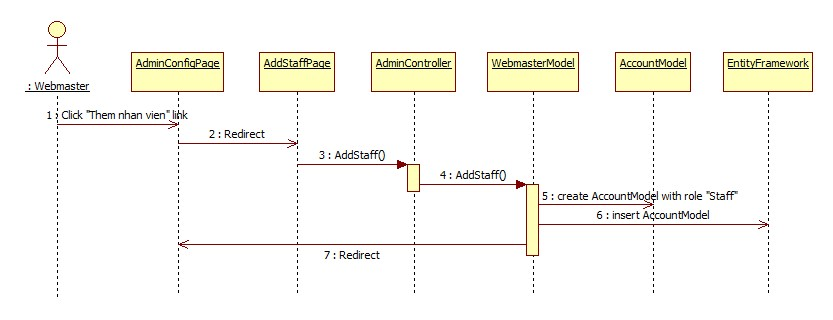 AdminConfigPage
AddStaffPage
AdminController
WebmasterModel
AccountModel
EntityFramework
: Webmaster
1 : Click "Them nhan vien" link
2 : Redirect
3 : AddStaff()
4 : AddStaff()
5 : create AccountModel with role "Staff"
6 : insert AccountModel
7 : Redirect